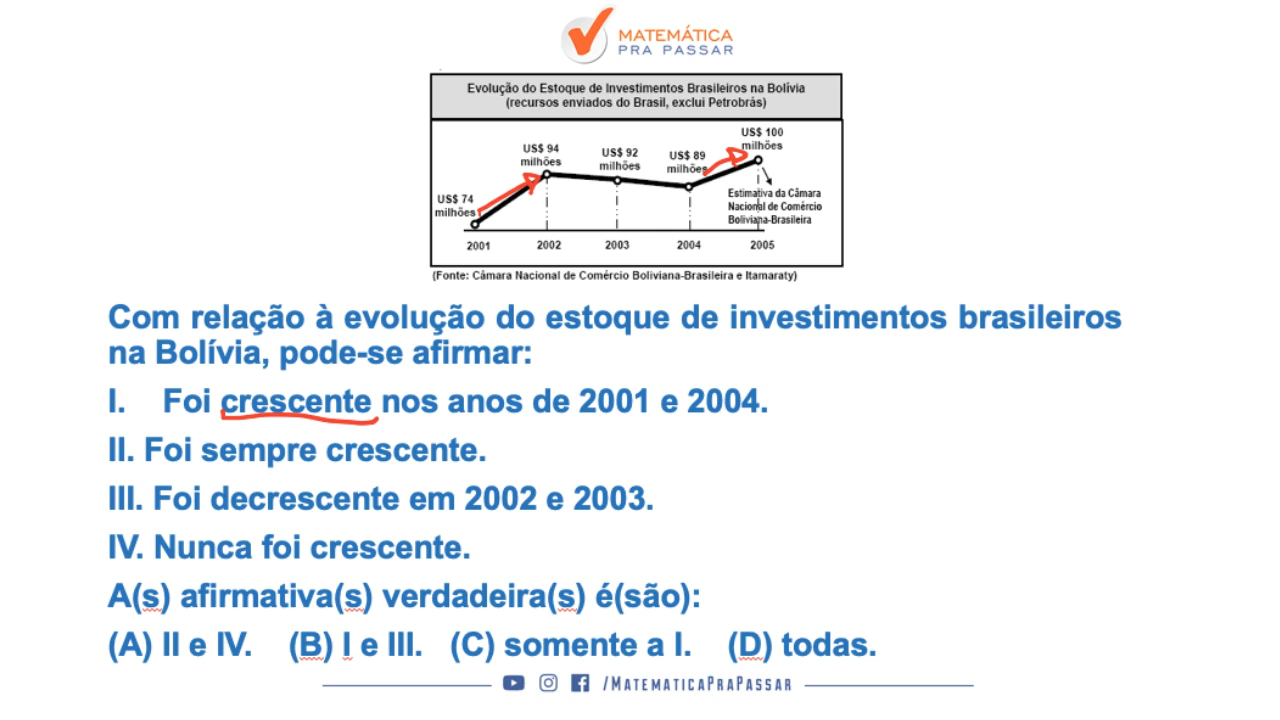 MATEMÁTICA
PRA PASSAR
Evolução do Estoque de Investimentos Brasileiros na Bolívia
(recursos enviados do Brasil, exclui Petrobrás)
US$ 74
milhões
US$ 94
milhões
US$ 92
milhões
US$ 89
milhões
US$ 100
milhões
Estimativa da Câmara
Nacional de Comércio
Boliviana-Brasileira
2001 2002 2003 2004 2005
(Fonte: Câmara Nacional de Comércio Boliviana-Brasileira e Itamaraty)
Com relação à evolução do estoque de investimentos brasileiros
na Bolívia, pode-se afirmar:
I. Foi crescente nos anos de 2001 e 2004.
II. Foi sempre crescente.
III. Foi decrescente em 2002 e 2003.
IV. Nunca foi crescente.
A(s) afirmativa(s) verdadeira(s) é(são):
(A) II e IV. (B) I e III. (C) somente a I. (D) todas.
/MATEMATICAPRAPASSAR